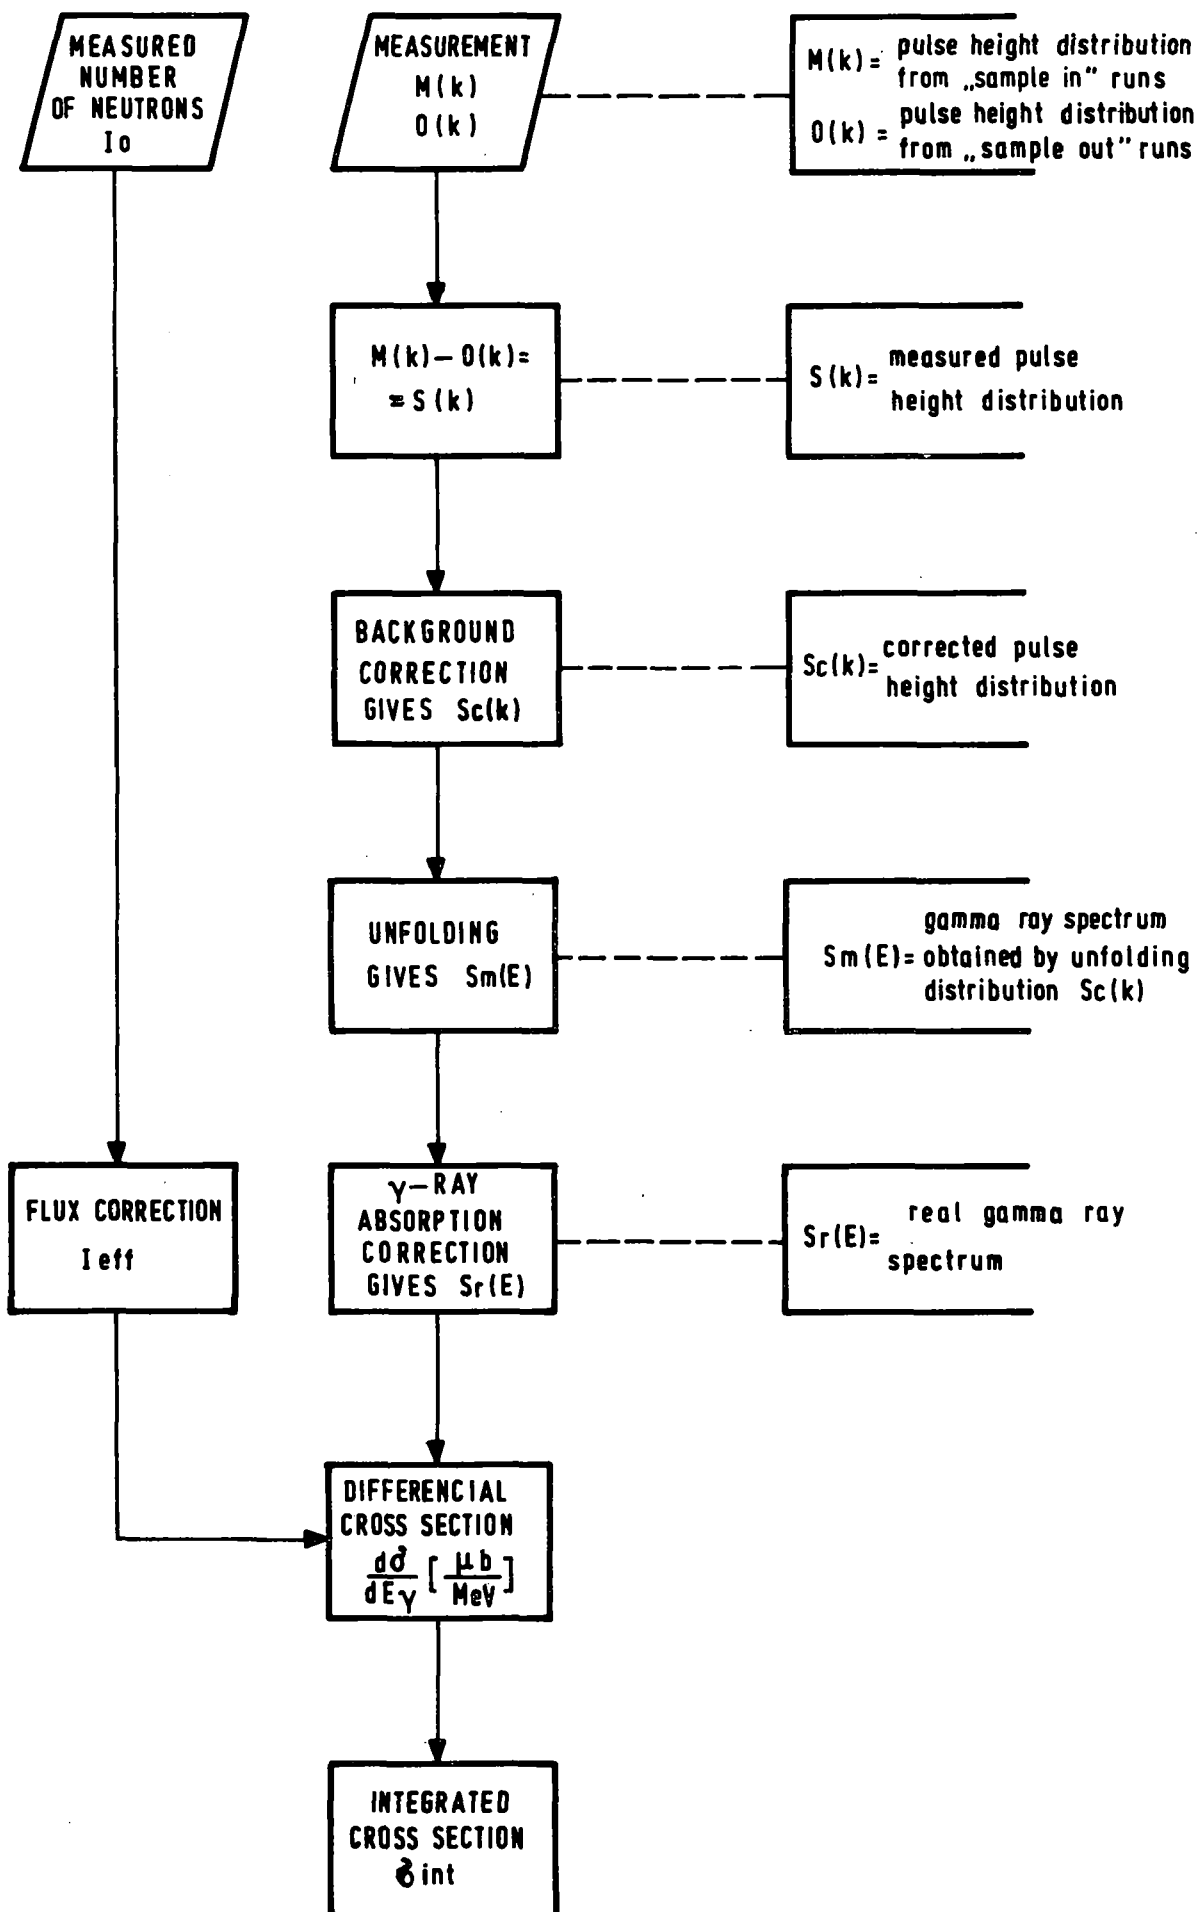 MEASURED
NUMBER
OF NEUTRONS
Io
MEASUREMENT
M(k)
O(k)
M(k)= pulse height distribution
from „sample in” runs
O(k)= pulse height distribution
from „sample out” runs
M(k)-O(k)=
=S(k)
S(k)= measured pulse
height distribution
BACKGROUND
CORRECTION
GIVES Sc(k)
Sc(k)= corrected pulse
height distribution
UNFOLDING
GIVES Sm(E)
gamma ray spectrum
Sm(E)= obtained by unfolding
distribution Sc(k)
FLUX CORRECTION
Ieff
γ-RAY
ABSORPTION
CORRECTION
GIVES Sr(E)
Sr(E)= real gamma ray
spectrum
DIFFERENCIAL
CROSS SECTION
dσ/dEγ [μb/MeV]
INTEGRATED
CROSS SECTION
σint